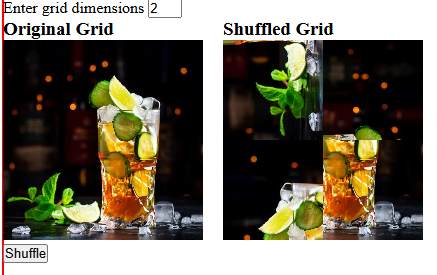 Enter grid dimensions 2
Original Grid
Shuffled Grid
Shuffle